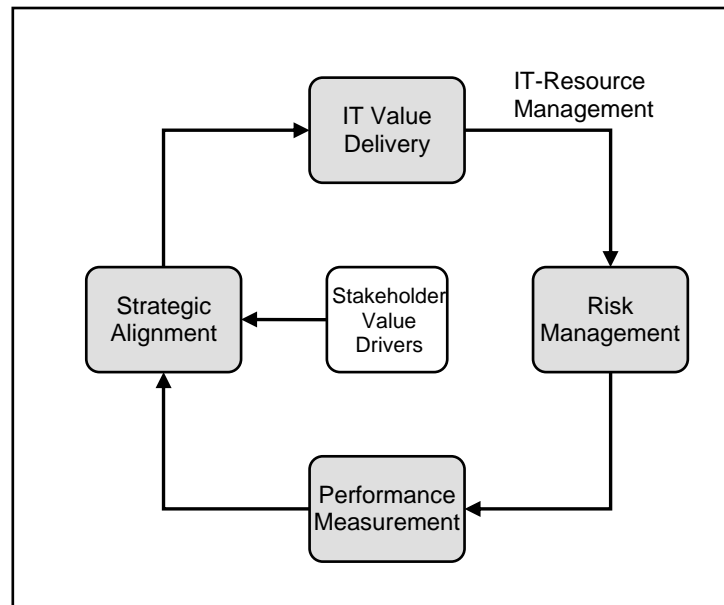 IT Value
Delivery
IT-Resource
Management
Strategic
Alignment
Stakeholder
Value
Drivers
Risk
Management
Performance
Measurement